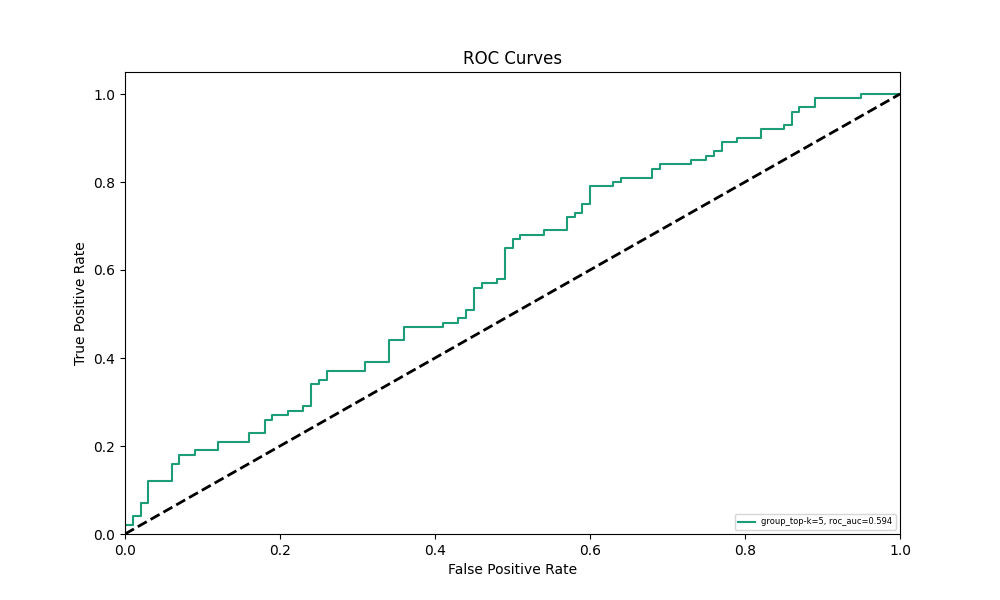 ROC Curves
True Positive Rate
1.0
0.8
0.6
0.4
0.2
0.0
0.0 0.2 0.4 0.6 0.8 1.0
False Positive Rate
group_top-k=5, roc_auc=0.594